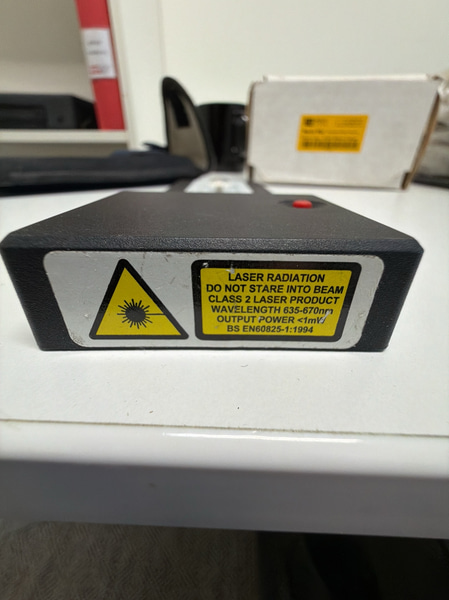 LASER RADIATION
DO NOT STARE INTO BEAM
CLASS 2 LASER PRODUCT
WAVELENGTH 635-670nm
OUTPUT POWER <1mW
BS EN60825-1:1994